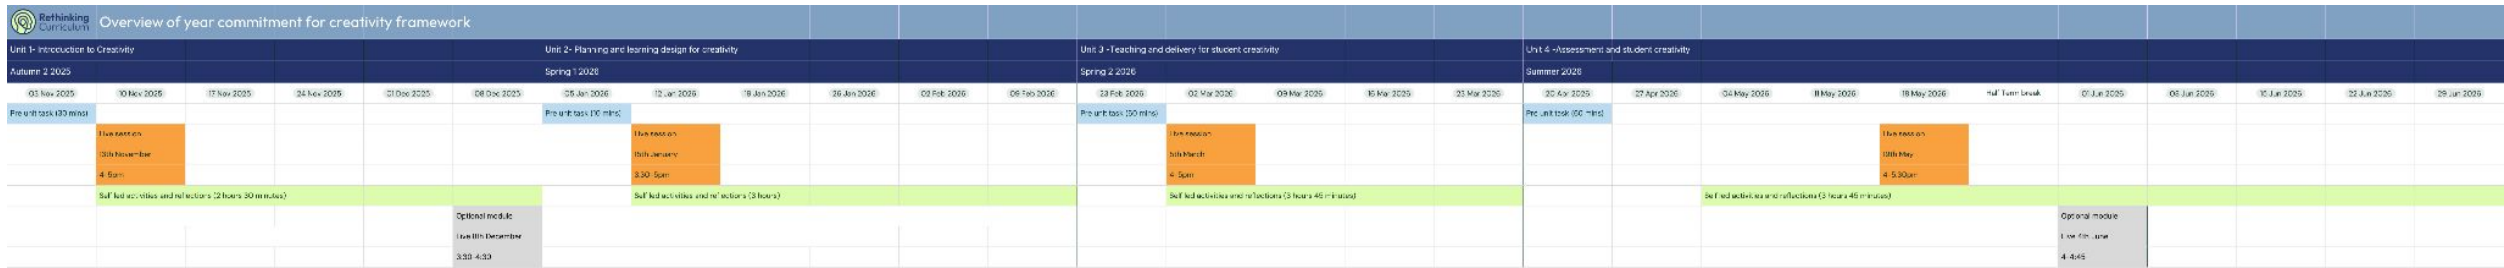 Rethinking
Curriculum
Overview of year commitment for creativity framework
Unit 1- Introduction to Creativity
Unit 2- Planning and learning design for creativity
Unit 3 -Teaching and delivery for student creativity
Unit 4 -Assessment and student creativity
Autumn 2 2025
Spring 1 2026
Spring 2 2026
Summer 2026
03 Nov 2025
10 Nov 2025
17 Nov 2025
24 Nov 2025
01 Dec 2025
08 Dec 2025
05 Jan 2026
12 Jan 2026
19 Jan 2026
26 Jan 2026
02 Feb 2026
09 Feb 2026
23 Feb 2026
02 Mar 2026
09 Mar 2026
16 Mar 2026
23 Mar 2026
20 Apr 2026
27 Apr 2026
04 May 2026
11 May 2026
18 May 2026
Half Term break
01 Jun 2026
08 Jun 2026
Jun 2026
22 Jun 2026
29 Jun 2026
Pre unit task (30 mins)
Pre unit task (10 mins)
Pre unit task (60 mins)
Pre unit task (60 mins)
Live session
13th November
4-5pm
Live session
15th January
3.30-5pm
Live session
5th March
4-5pm
Live session
May
4-5.30pm
Self led activities and reflections (2 hours 30 minutes)
Self led activities and reflections (3 hours)
Self led activities and reflections (3 hours 45 minutes)
Self led activities and reflections (3 hours 45 minutes)
Optional module
Live December
3:30-4:30
Optional module
Live 4th June
4-4:45